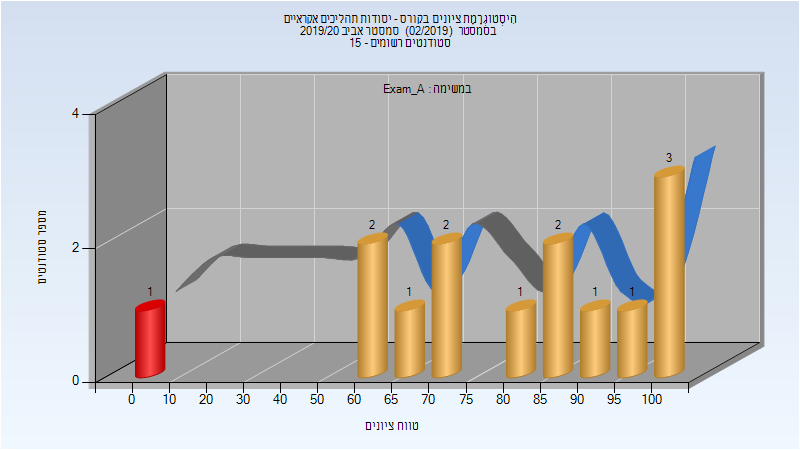 היסטוגרמת ציונים בקורס - יסודות תהליכים אקראיים
בסמסטר (02/2019) סמסטר אביב 2019/20
סטודנטים רשומים - 15
במשימה : Exam_A
מספר סטודנטים
4
2
0
1
2
1
2
1
2
1
1
3
0 10 20 30 40 50 60 65 70 75 80 85 90 95 100
טווח ציונים